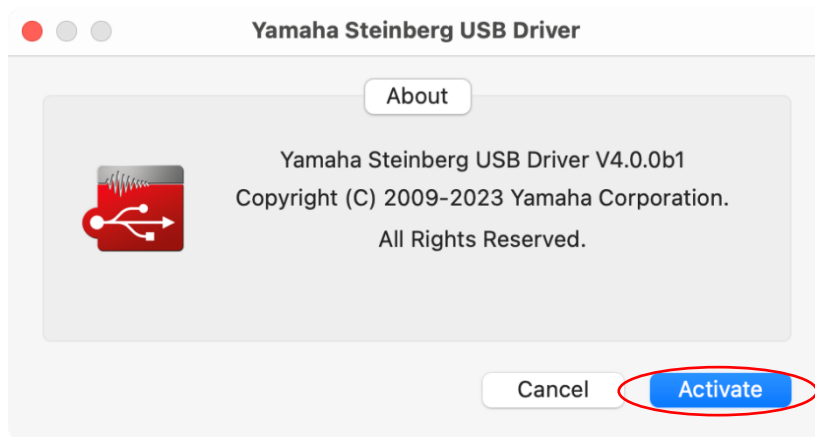 Yamaha Steinberg USB Driver
About
Yamaha Steinberg USB Driver V4.0.0b1
Copyright (C) 2009-2023 Yamaha Corporation.
All Rights Reserved.
Cancel
Activate